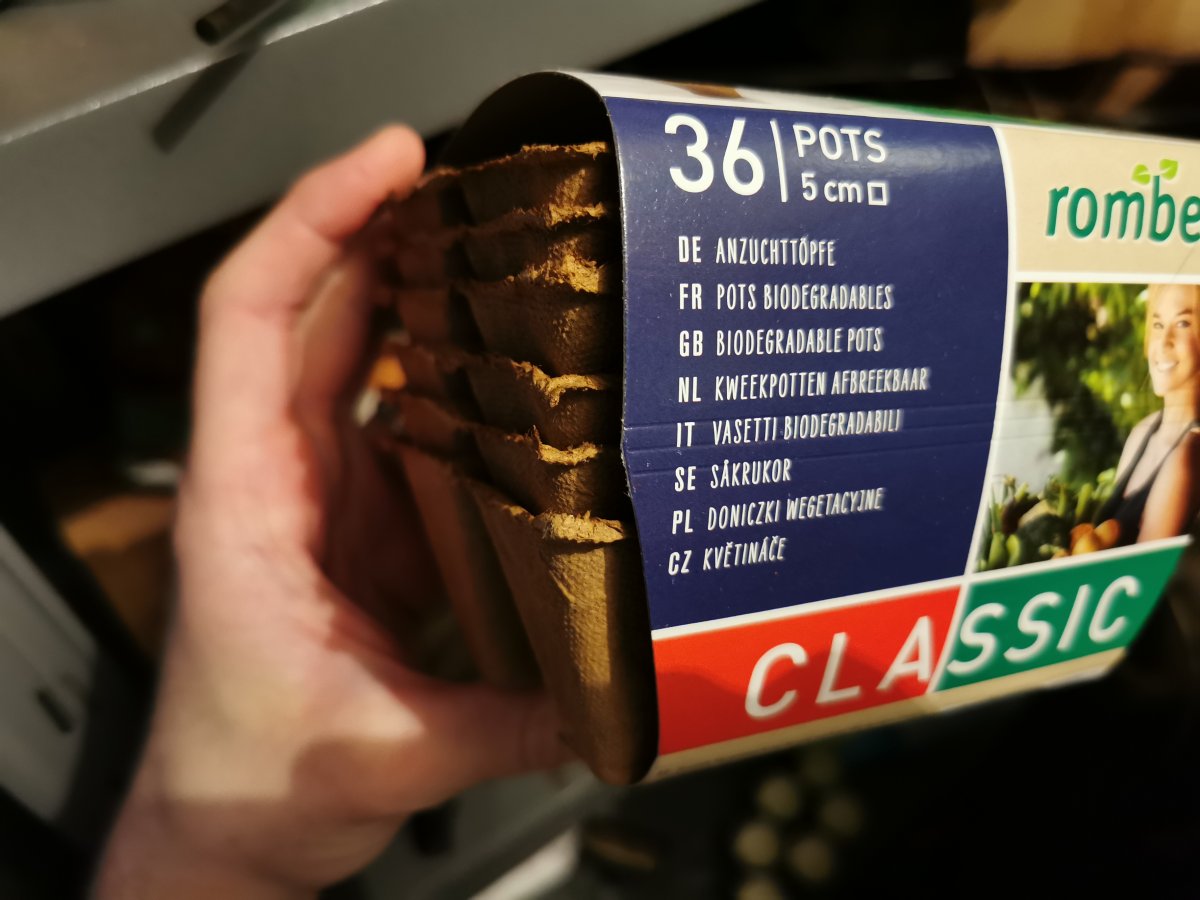 36 POTS
5 cm
DE ANZUCHTTÖPFE
FR POTS BIODEGRADABLES
GB BIODEGRADABLE POTS
NL KWEEKPOTTEN AFBREEKBAAR
IT VASETTI BIODEGRADABILI
SE SÅKRUKOR
PL DONICZKI WEGETACYJNE
CZ KVĚTINÁČE
rombe
CLASSIC